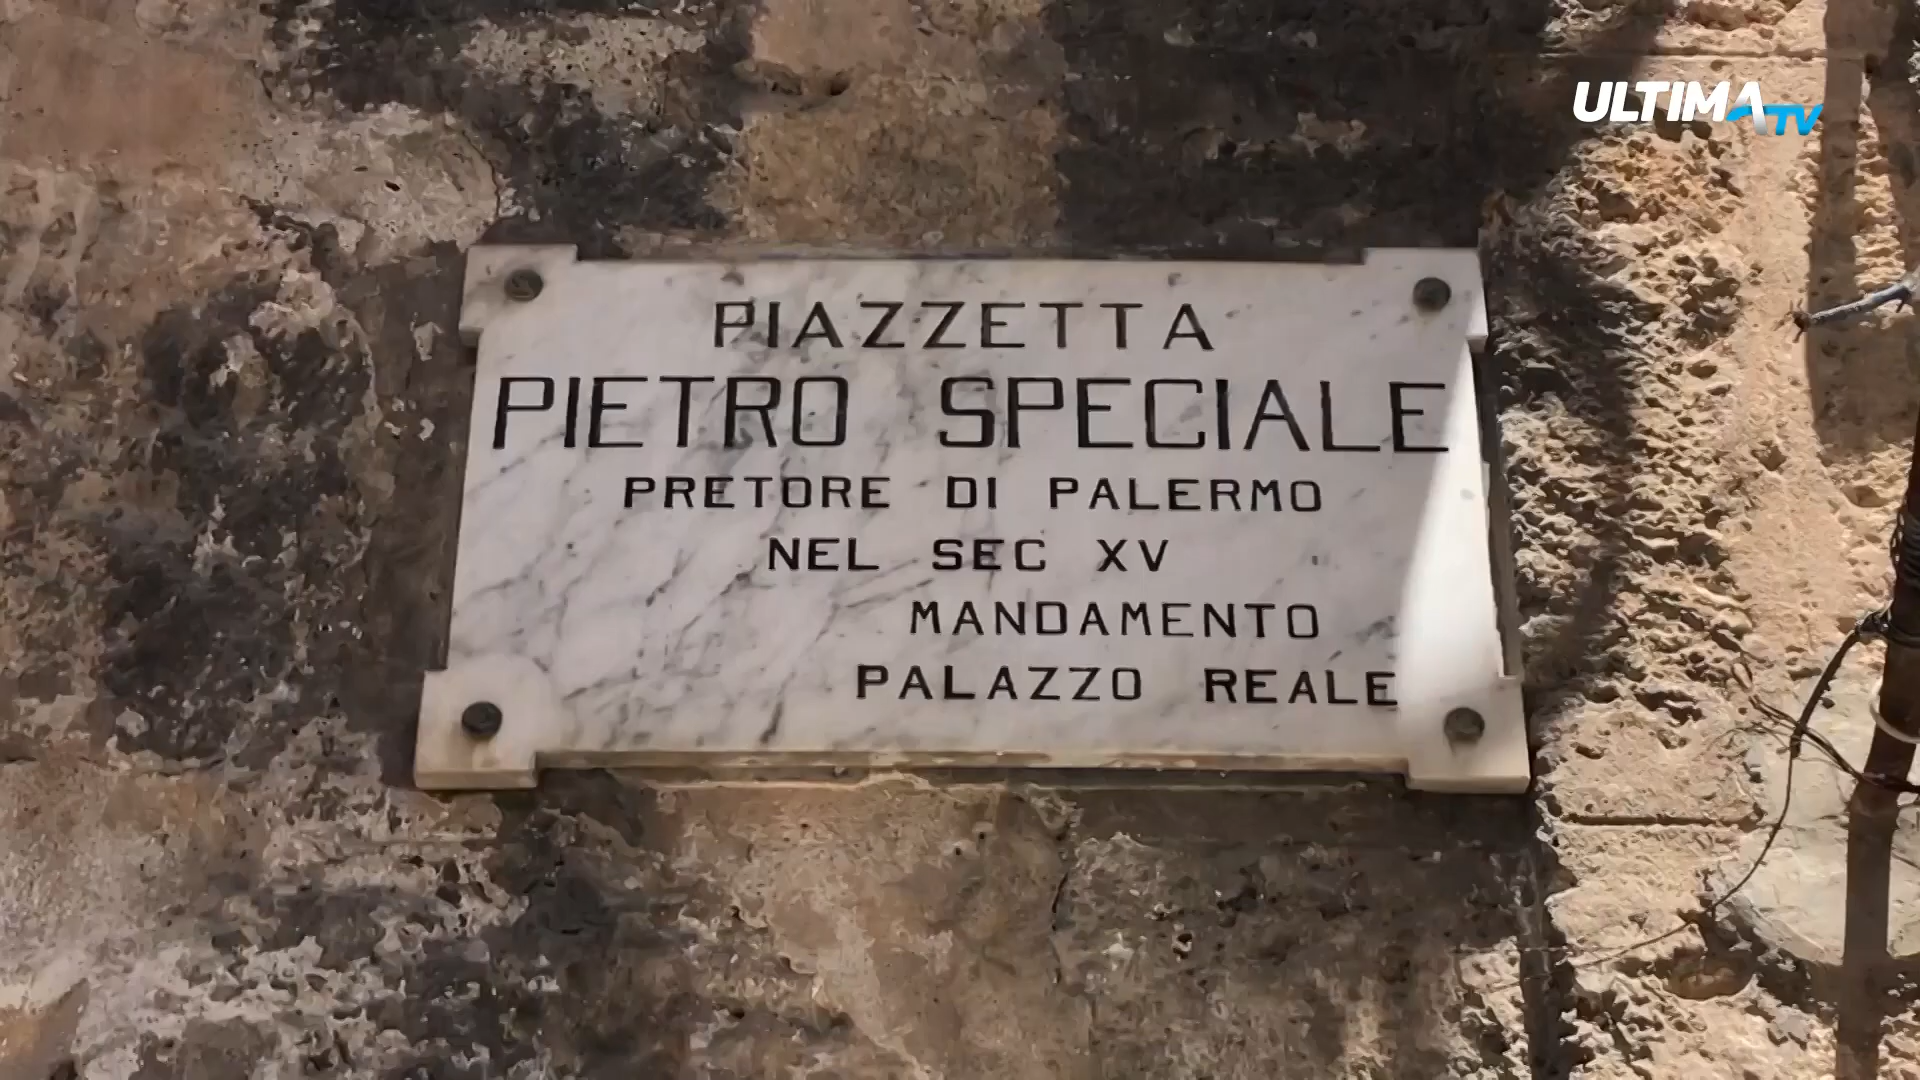 ULTIMA TV
PIAZZETTA
PIETRO SPECIALE
PRETORE DI PALERMO
NEL SEC XV
MANDAMENTO
PALAZZO REALE